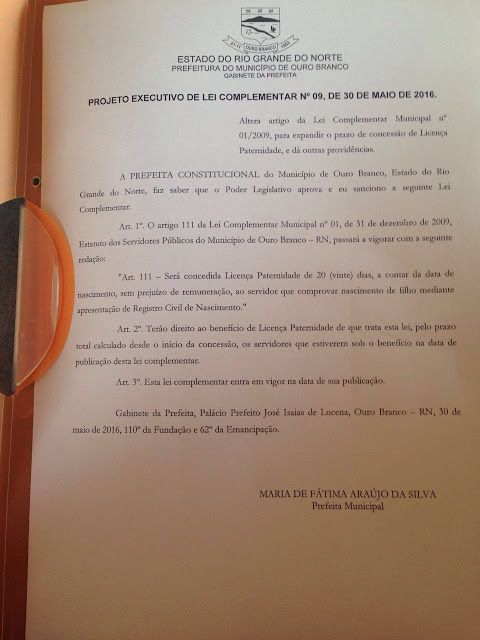 OURO BRANCO
ESTADO DO RIO GRANDE DO NORTE
PREFEITURA DO MUNICÍPIO DE OURO BRANCO
GABINETE DA PREFEITA
PROJETO EXECUTIVO DE LEI COMPLEMENTAR Nº 09, DE 30 DE MAIO DE 2016.
Altera artigo da Lei Complementar Municipal nº
01/2009, para expandir o prazo de concessão de Licença
Paternidade, e dá outras providências.
A PREFEITA CONSTITUCIONAL do Município de Ouro Branco, Estado do Rio
Grande do Norte, faz saber que o Poder Legislativo aprova e eu sanciono a seguinte Lei
Complementar:
Art. 1º. O artigo 111 da Lei Complementar Municipal nº 01, de 31 de dezembro de 2009,
Estatuto dos Servidores Públicos do Município de Ouro Branco – RN, passará a vigorar com a seguinte
redação:
"Art. 111 – Será concedida Licença Paternidade de 20 (vinte) dias, a contar da data de
nascimento, sem prejuízo de remuneração, ao servidor que comprovar nascimento de filho mediante
apresentação de Registro Civil de Nascimento."
Art. 2º. Terão direito ao benefício de Licença Paternidade de que trata esta lei, pelo prazo
total calculado desde o início da concessão, os servidores que estiverem sob o benefício na data de
publicação desta lei complementar.
Art. 3º. Esta lei complementar entra em vigor na data de sua publicação.
Gabinete da Prefeita, Palácio Prefeito José Isaias de Lucena, Ouro Branco – RN, 30 de
maio de 2016, 110º da Fundação e 62º da Emancipação.
MARIA DE FÁTIMA ARAÚJO DA SILVA
Prefeita Municipal